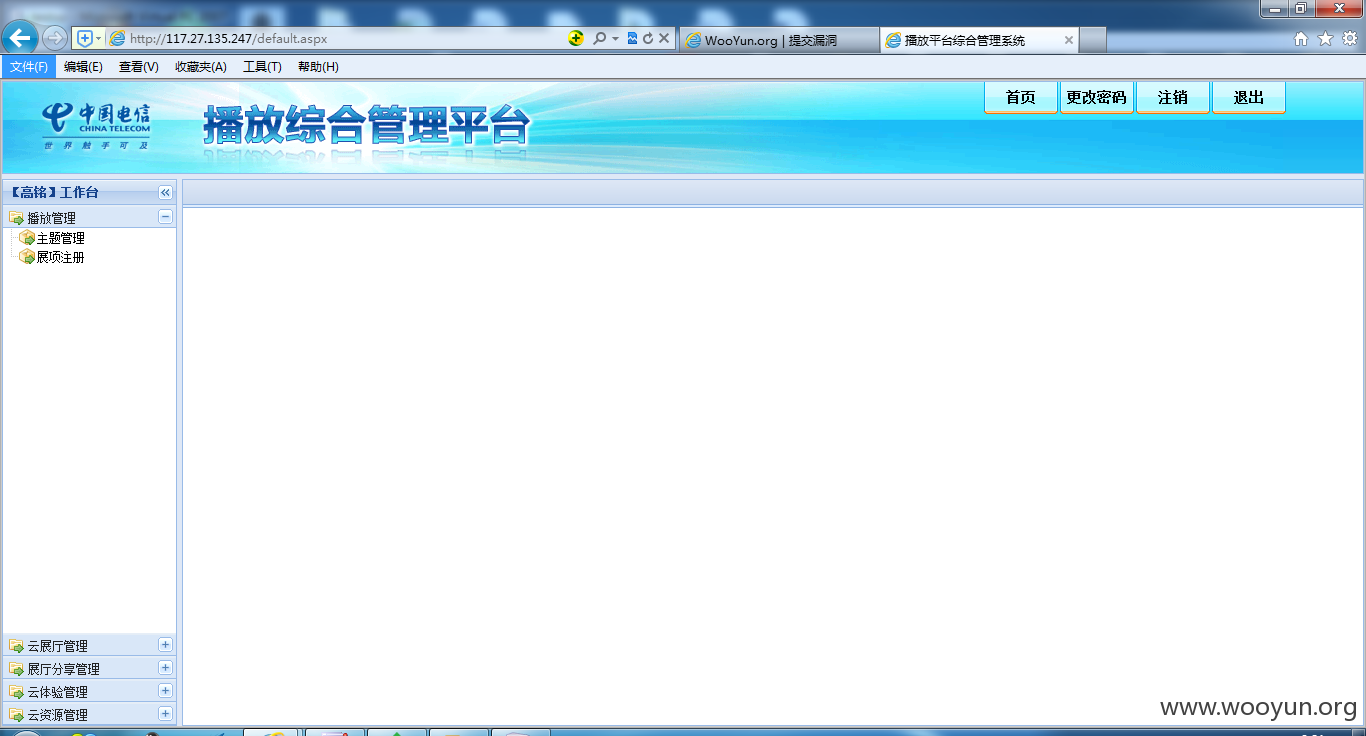 http://117.27.135.247/default.aspx
WooYun.org | 提交漏洞
播放平台综合管理系统
文件(F) 编辑(E) 查看(V) 收藏夹(A) 工具(T) 帮助(H)
中国电信
CHINA TELECOM
世界触手可及
播放综合管理平台
首页 更改密码 注销 退出
【高铭】工作台
播放管理
主题管理
展项注册
云展厅管理
展厅分享管理
云体验管理
云资源管理
www.wooyun.org